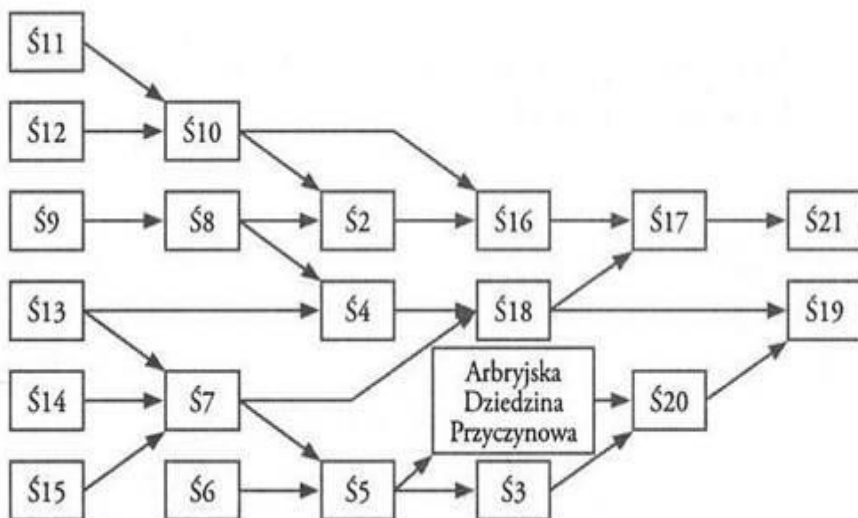 Ś11
Ś12
Ś10
Ś9
Ś8
Ś2
Ś16
Ś17
Ś21
Ś13
Ś4
Ś18
Ś19
Ś14
Ś7
Arbryjska
Dziedzina
Przyczynowa
Ś20
Ś15
Ś6
Ś5
Ś3